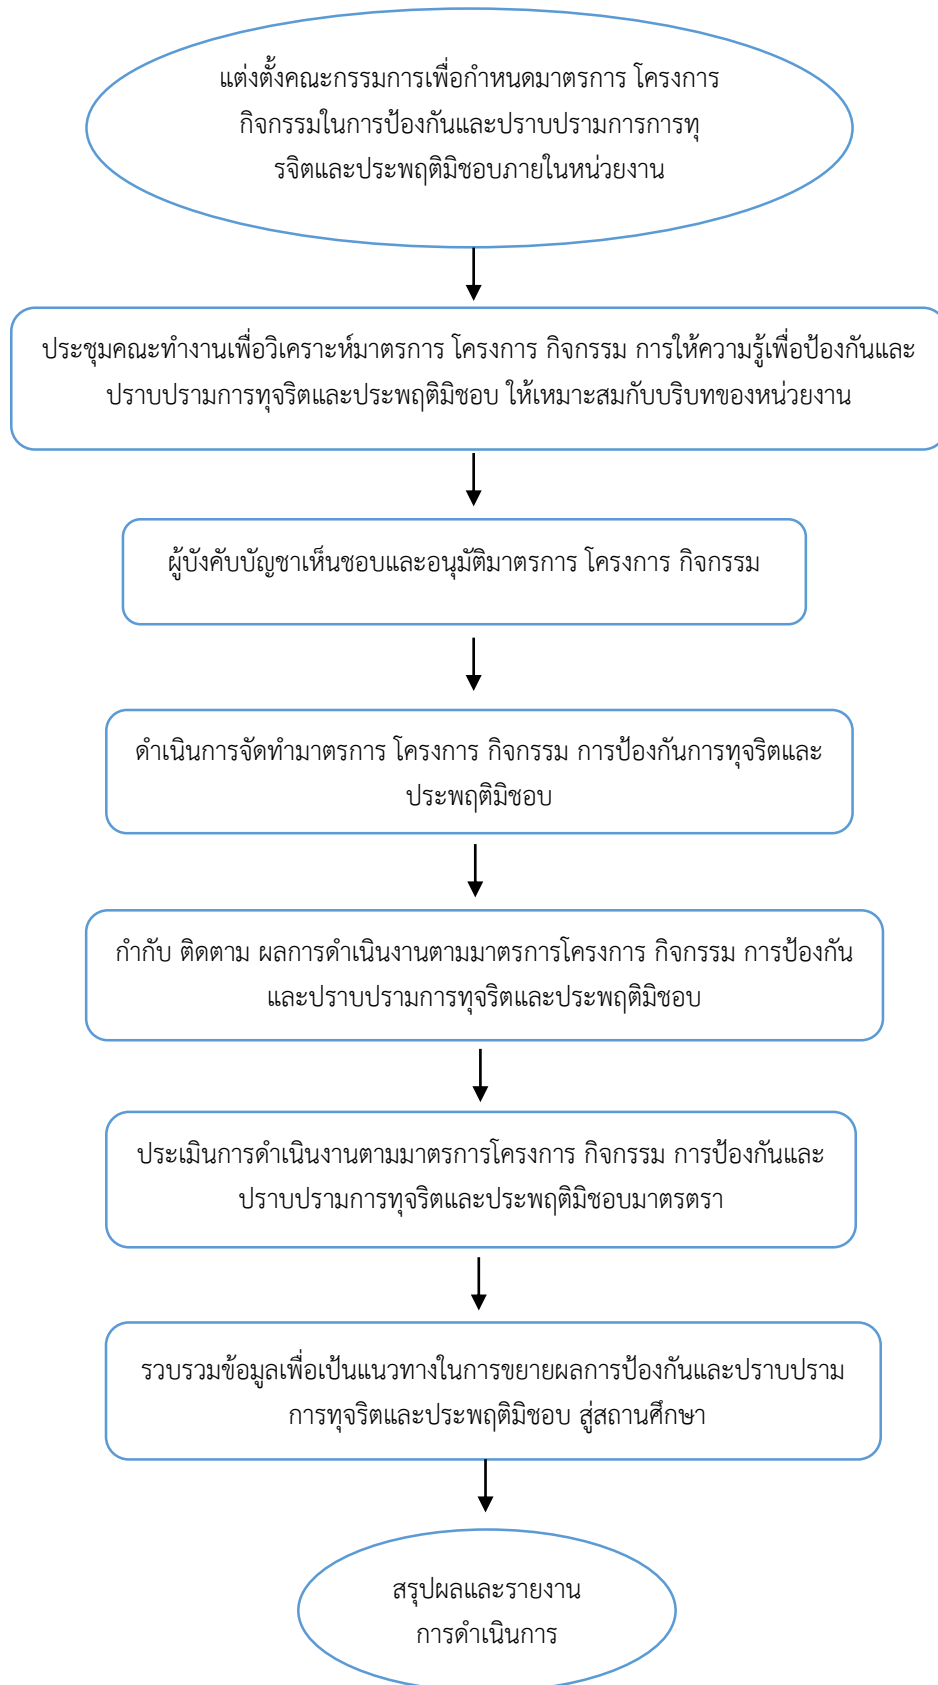 แต่งตั้งคณะกรรมการเพื่อกำหนดมาตรการ โครงการ
กิจกรรมในการป้องกันและปราบปรามการการทุ
รจิตและประพฤติมิชอบภายในหน่วยงาน
ประชุมคณะทำงานเพื่อวิเคราะห์มาตรการ โครงการ กิจกรรม การให้ความรู้เพื่อป้องกันและ
ปราบปรามการทุจริตและประพฤติมิชอบ ให้เหมาะสมกับบริบทของหน่วยงาน
ผู้บังคับบัญชาเห็นชอบและอนุมัติมาตรการ โครงการ กิจกรรม
ดำเนินการจัดทำมาตรการ โครงการ กิจกรรม การป้องกันการทุจริตและ
ประพฤติมิชอบ
กำกับ ติดตาม ผลการดำเนินงานตามมาตรการโครงการ กิจกรรม การป้องกัน
และปราบปรามการทุจริตและประพฤติมิชอบ
ประเมินการดำเนินงานตามมาตรการโครงการ กิจกรรม การป้องกันและ
ปราบปรามการทุจริตและประพฤติมิชอบมาตรตรา
รวบรวมข้อมูลเพื่อเป็นแนวทางในการขยายผลการป้องกันและปราบปราม
การทุจริตและประพฤติมิชอบ สู่สถานศึกษา
สรุปผลและรายงาน
การดำเนินการ